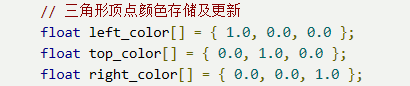 // 三角形顶点颜色存储及更新
float left_color[] = { 1.0, 0.0, 0.0 };
float top_color[] = { 0.0, 1.0, 0.0 };
float right_color[] = { 0.0, 0.0, 1.0 };